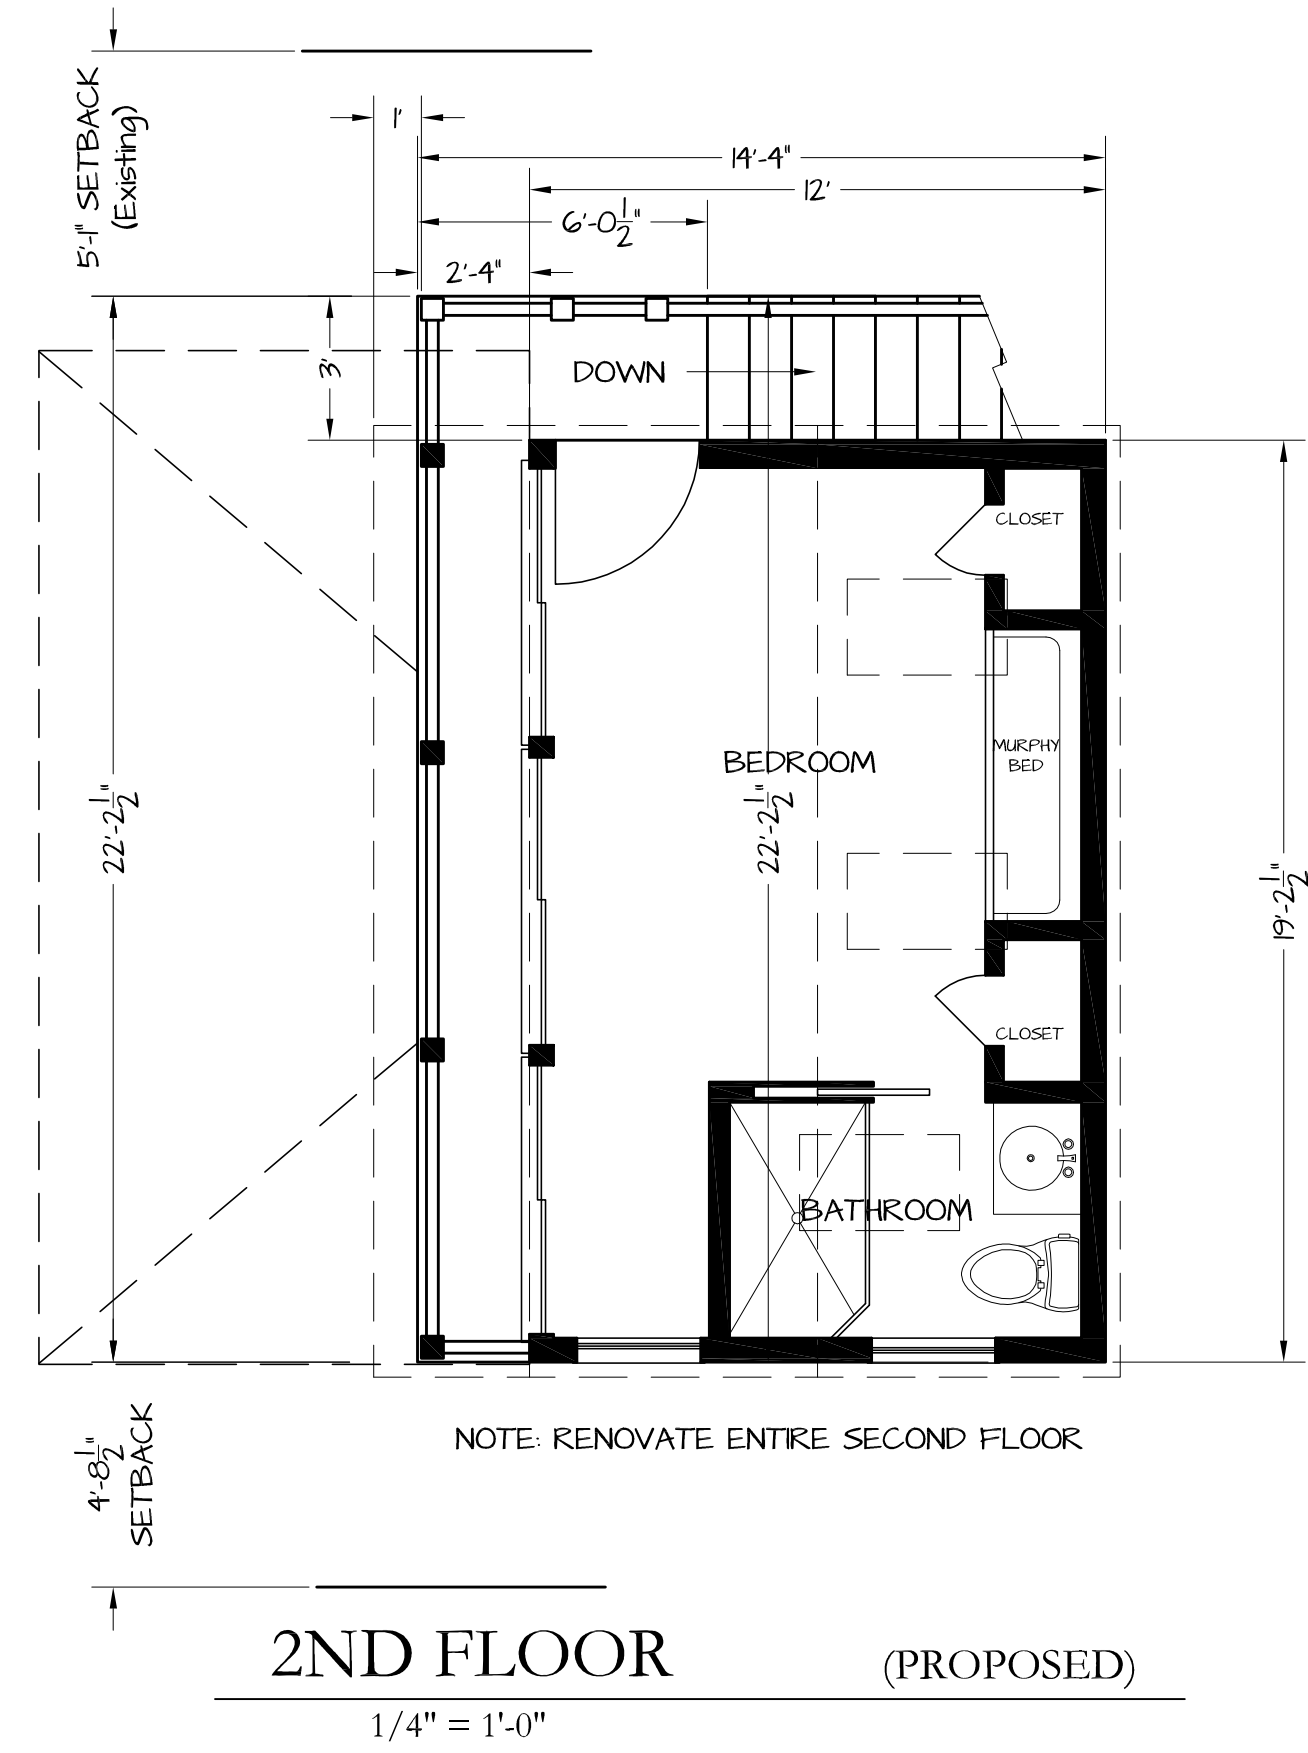 5'-1" SETBACK
(Existing)
1'
14'-4"
12'
6'-0 1/2"
2'-4"
3'
DOWN
CLOSET
BEDROOM
MURPHY
BED
22'-2 1/2"
22'-2 1/2"
19'-2 1/2"
CLOSET
BATHROOM
4'-8 1/2"
SETBACK
NOTE: RENOVATE ENTIRE SECOND FLOOR
2ND FLOOR
(PROPOSED)
1/4" = 1'-0"